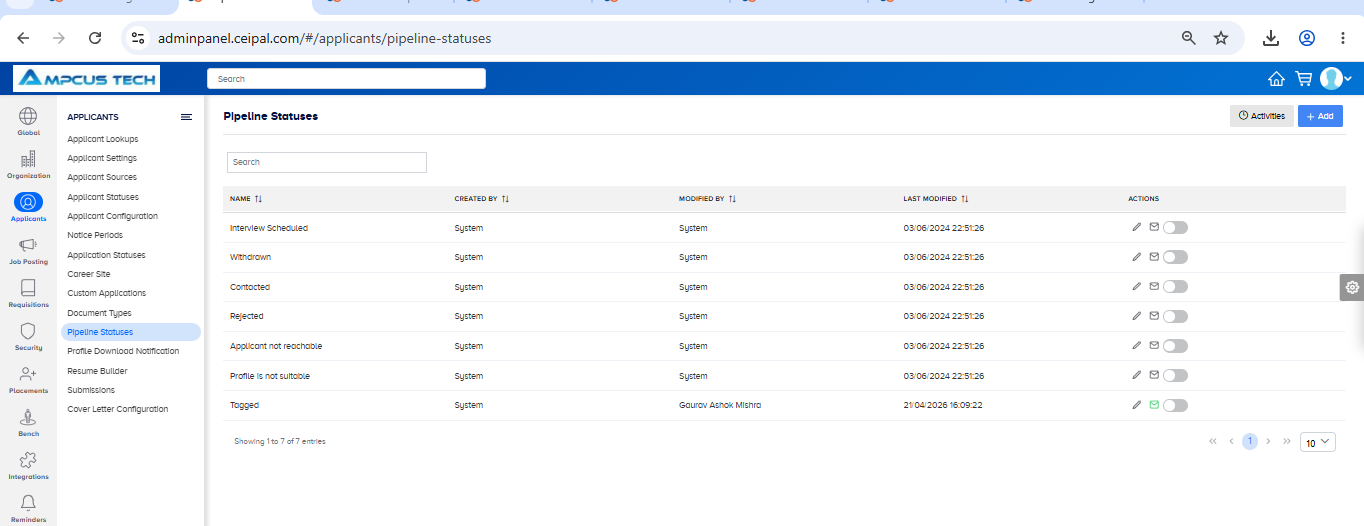 adminpanel.ceipal.com/#/applicants/pipeline-statuses
AMPCUS TECH
Search
Global
Organization
Applicants
Job Posting
Requisitions
Security
Placements
Bench
Integrations
Reminders
APPLICANTS
Applicant Lookups
Applicant Settings
Applicant Sources
Applicant Statuses
Applicant Configuration
Notice Periods
Application Statuses
Career Site
Custom Applications
Document Types
Pipeline Statuses
Profile Download Notification
Resume Builder
Submissions
Cover Letter Configuration
Pipeline Statuses
Activities
+ Add
Search
NAME CREATED BY MODIFIED BY LAST MODIFIED ACTIONS
Interview Scheduled System System 03/06/2024 22:51:26
Withdrawn System System 03/06/2024 22:51:26
Contacted System System 03/06/2024 22:51:26
Rejected System System 03/06/2024 22:51:26
Applicant not reachable System System 03/06/2024 22:51:26
Profile is not suitable System System 03/06/2024 22:51:26
Tagged System Gaurav Ashok Mishra 21/04/2026 16:09:22
Showing 1 to 7 of 7 entries
« ‹ 1 › » 10